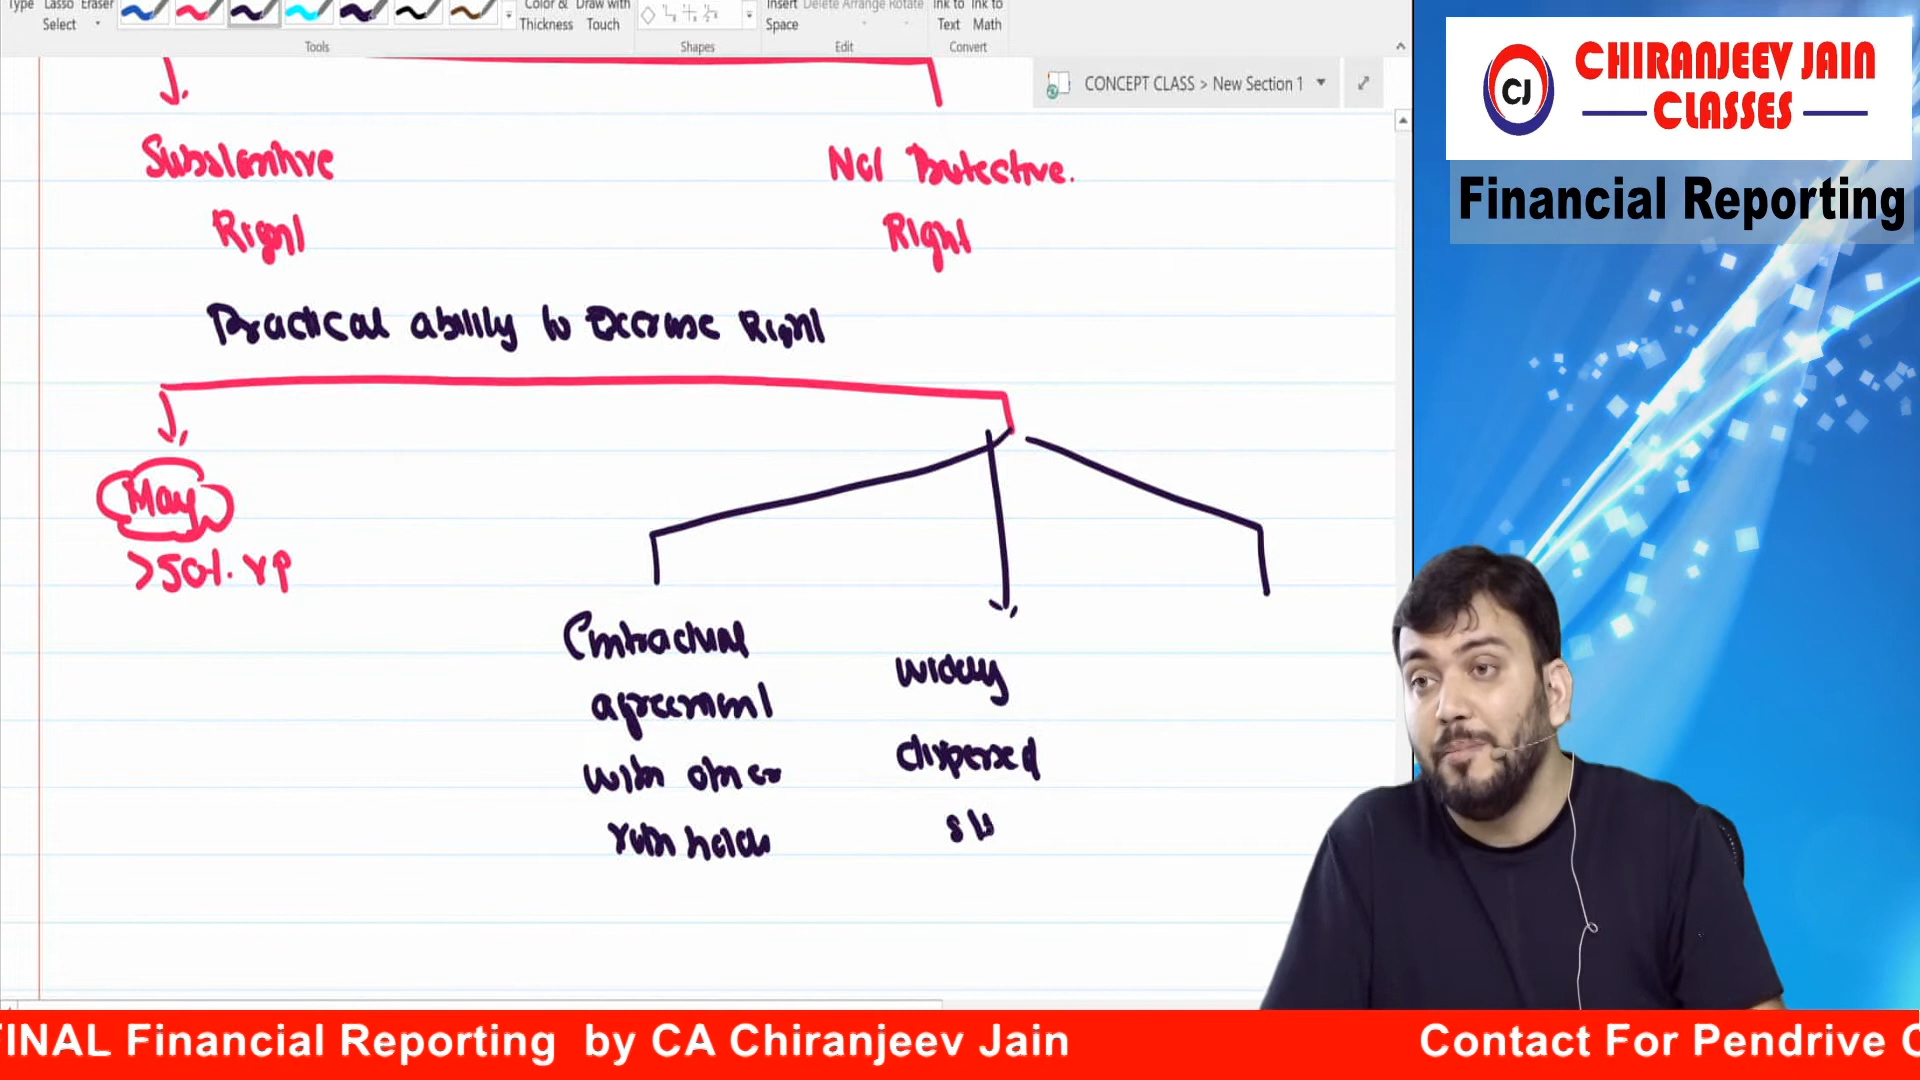 Type Lasso Eraser
Select
Tools
Color & Draw with
Thickness Touch
Shapes
Insert Delete Arrange Rotate
Space
Edit
Ink to Ink to
Text Math
Convert
CONCEPT CLASS > New Section 1
CJ
CHIRANJEEV JAIN
CLASSES
Financial Reporting
Substantive
Right
Not Protective.
Right
Practical ability to Exercise Right
May
>50%. VP
Contractual
agreement
with other
vote holder
widely
dispersed
SH
FINAL Financial Reporting by CA Chiranjeev Jain
Contact For Pendrive C